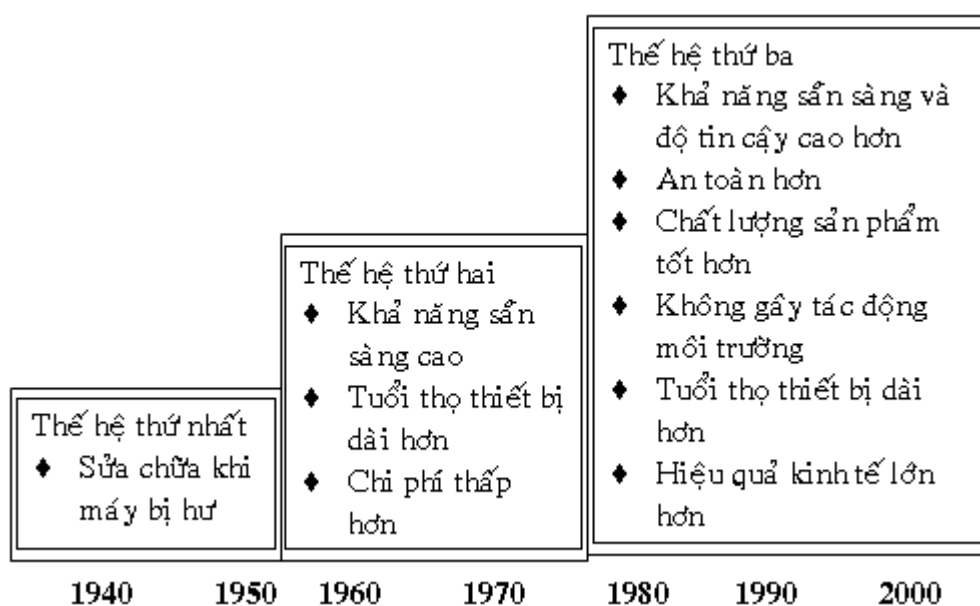 Thế hệ thứ ba
♦ Khả năng sẵn sàng và
độ tin cậy cao hơn
♦ An toàn hơn
♦ Chất lượng sản phẩm
tốt hơn
♦ Không gây tác động
môi trường
♦ Tuổi thọ thiết bị dài
hơn
♦ Hiệu quả kinh tế lớn
hơn
Thế hệ thứ hai
♦ Khả năng sẵn
sàng cao
♦ Tuổi thọ thiết bị
dài hơn
♦ Chi phí thấp
hơn
Thế hệ thứ nhất
♦ Sửa chữa khi
máy bị hư
1940 1950 1960 1970 1980 1990 2000